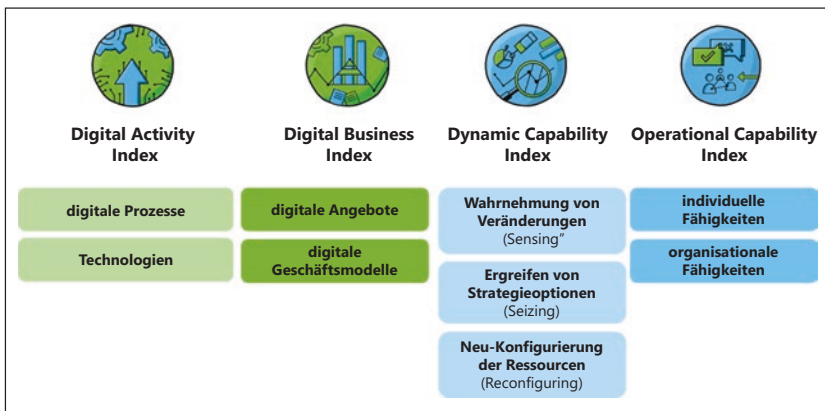 Digital Activity
Index
Digital Business
Index
Dynamic Capability
Index
Operational Capability
Index
digitale Prozesse
Technologien
digitale Angebote
digitale
Geschäftsmodelle
Wahrnehmung von
Veränderungen
(Sensing”
Ergreifen von
Strategieoptionen
(Seizing)
Neu-Konfigurierung
der Ressourcen
(Reconfiguring)
individuelle
Fähigkeiten
organisationale
Fähigkeiten